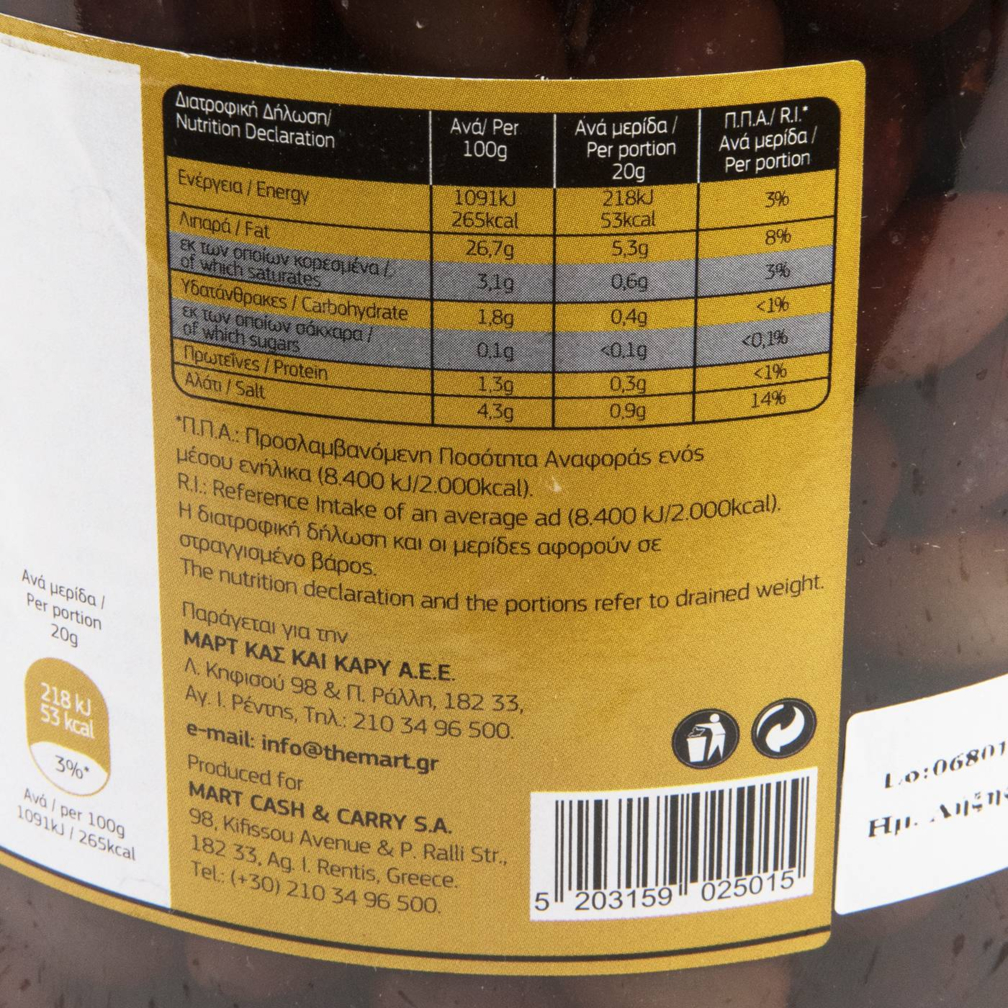 Διατροφική Δήλωση/
Nutrition Declaration
Ανά/ Per
100g
Ανά μερίδα /
Per portion
20g
Π.Π.Α./ R.I.*
Ανά μερίδα /
Per portion
Ενέργεια / Energy
1091kJ
265kcal
218kJ
53kcal
3%
Λιπαρά / Fat
26,7g
5,3g
8%
εκ των οποίων κορεσμένα /
of which saturates
3,1g
0,6g
3%
Υδατάνθρακες / Carbohydrate
1,8g
0,4g
<1%
εκ των οποίων σάκχαρα /
of which sugars
0,1g
<0,1g
<0,1%
Πρωτεΐνες / Protein
1,3g
0,3g
<1%
Αλάτι / Salt
4,3g
0,9g
14%
*Π.Π.Α.: Προσλαμβανόμενη Ποσότητα Αναφοράς ενός
μέσου ενήλικα (8.400 kJ/2.000kcal).
R.I.: Reference Intake of an average ad (8.400 kJ/2.000kcal).
Η διατροφική δήλωση και οι μερίδες αφορούν σε
στραγγισμένο βάρος.
The nutrition declaration and the portions refer to drained weight.
Παράγεται για την
ΜΑΡΤ ΚΑΣ ΚΑΙ ΚΑΡΥ Α.Ε.Ε.
Λ. Κηφισού 98 & Π. Ράλλη, 182 33,
Αγ. Ι. Ρέντης, Τηλ.: 210 34 96 500.
e-mail: info@themart.gr
Produced for
MART CASH & CARRY S.A.
98, Kifissou Avenue & P. Ralli Str.,
182 33, Ag. I. Rentis, Greece.
Tel.: (+30) 210 34 96 500.
5 203159 025015
Ανά μερίδα /
Per portion
20g
218 kJ
53 kcal
3%*
Ανά / per 100g
1091kJ / 265kcal
Lo:06801
Ημ.